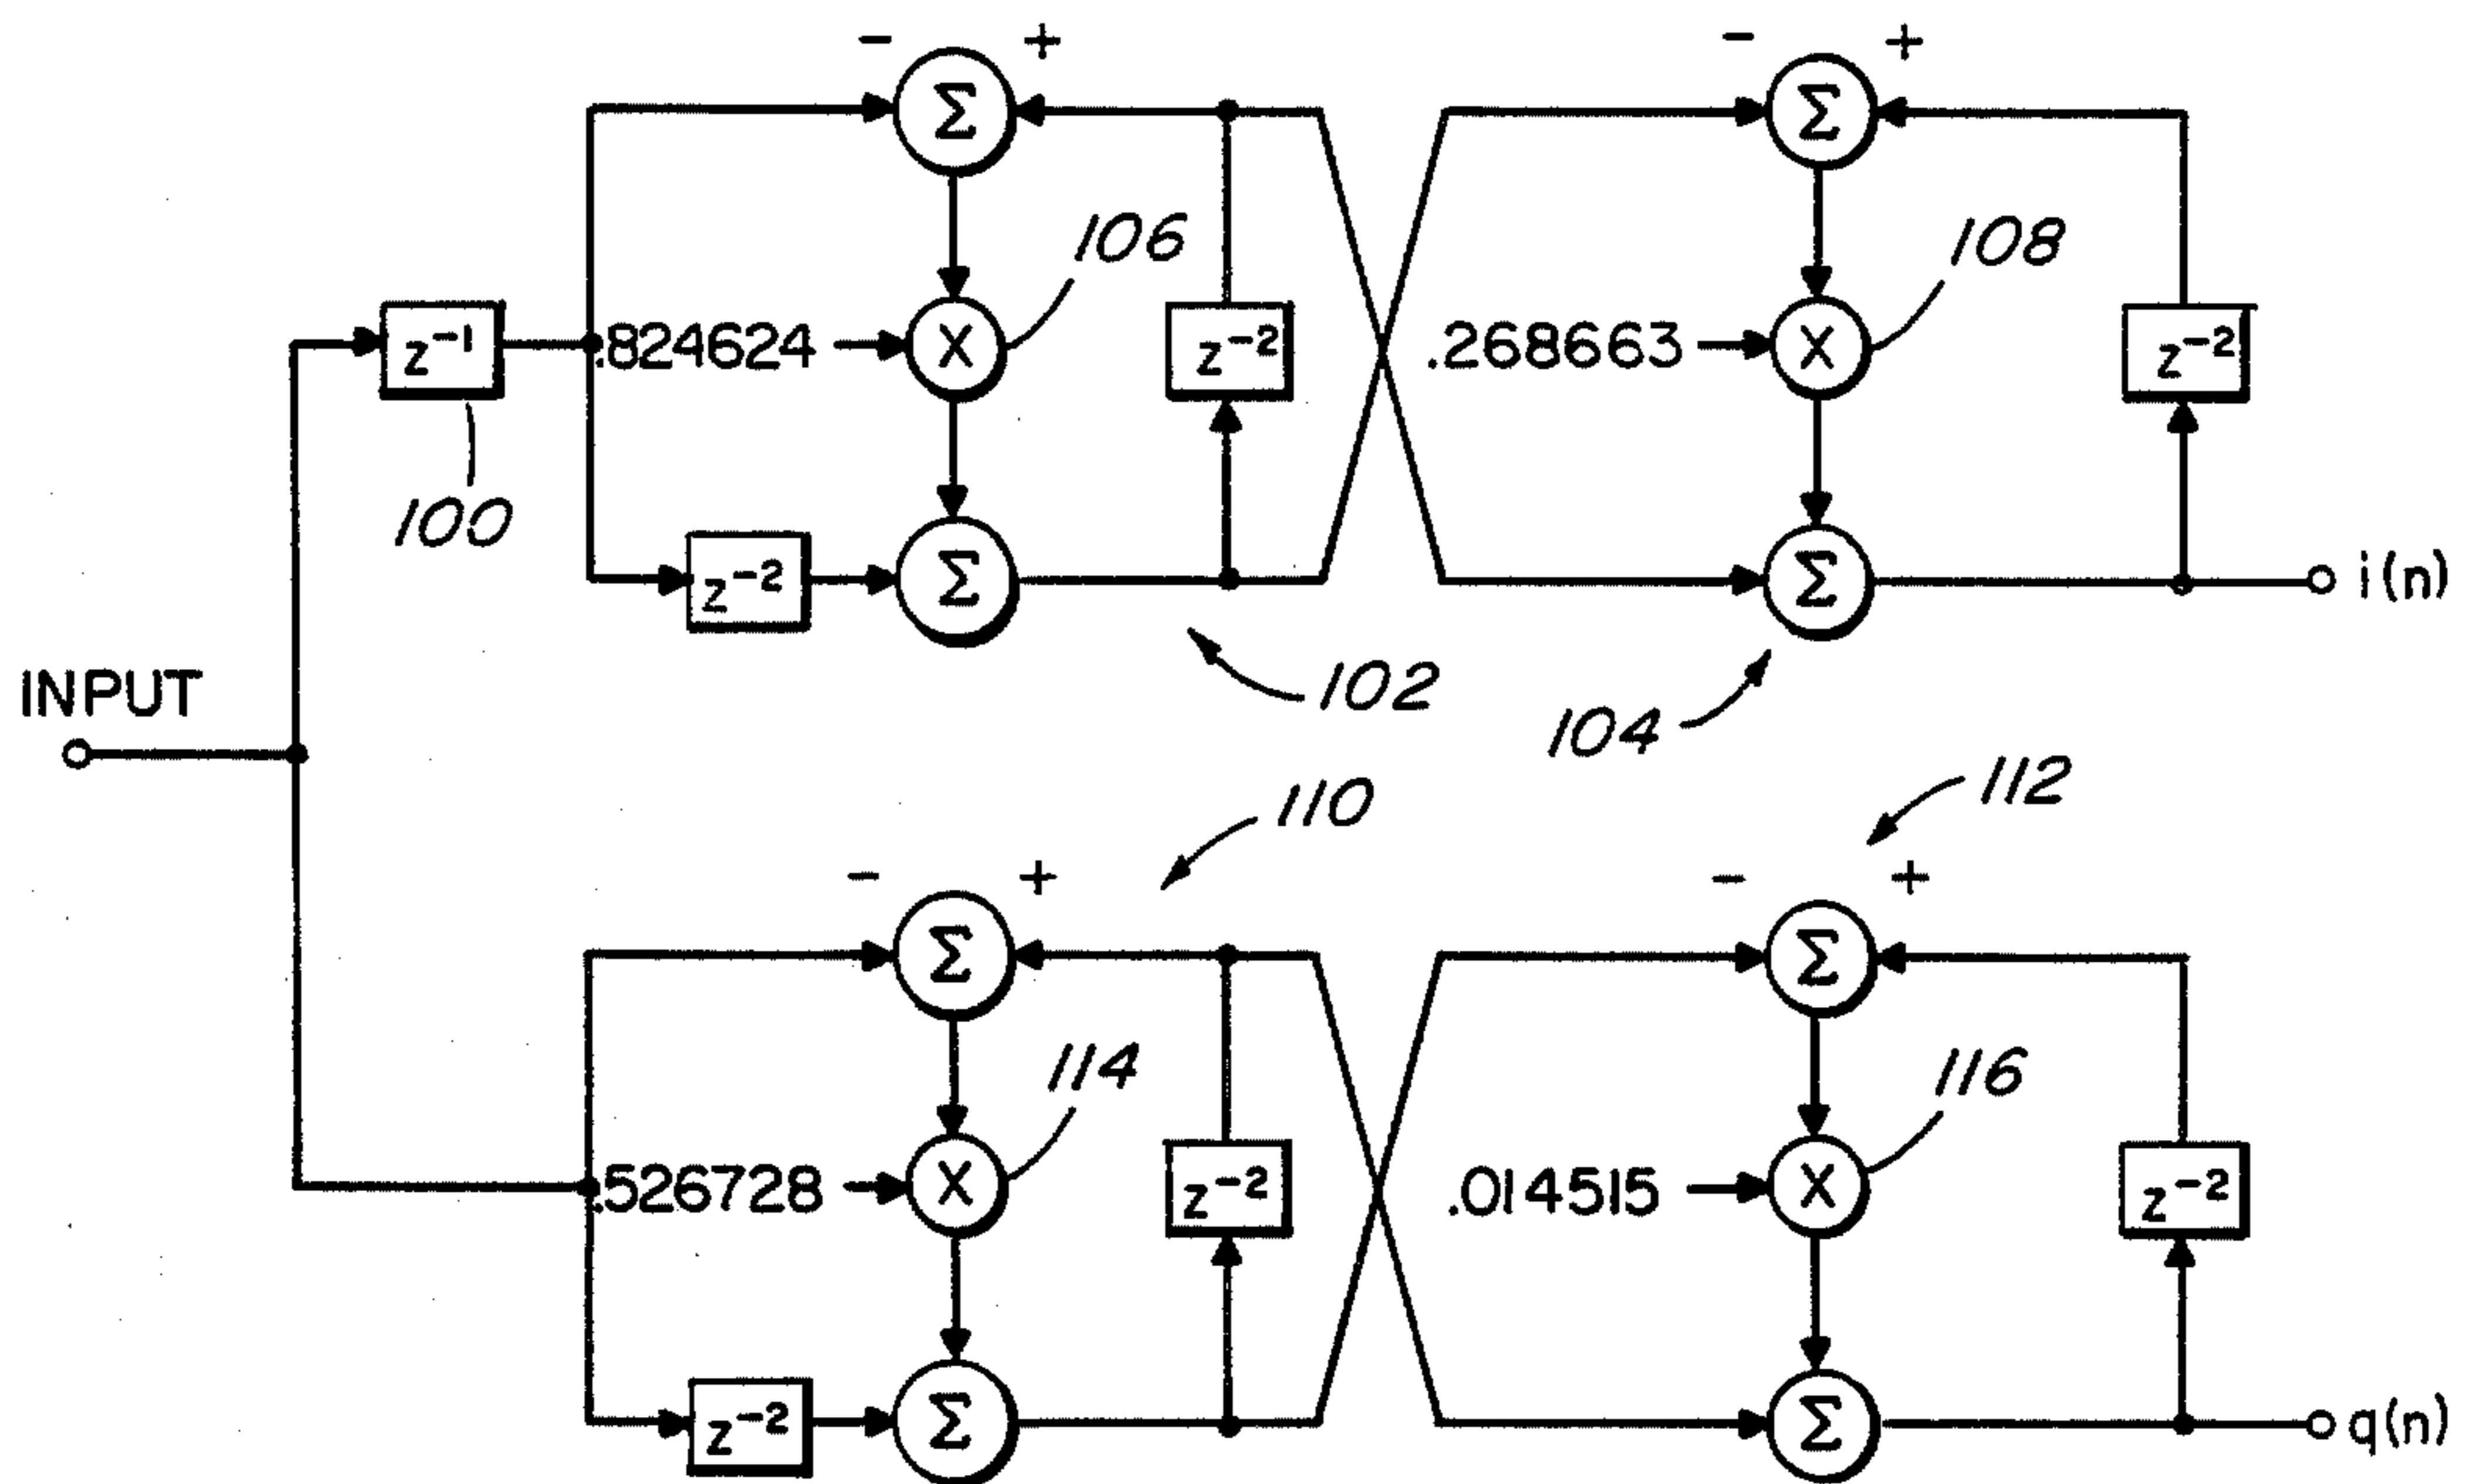 - + - +
Σ Σ
106 108
z⁻¹ .824624 X z⁻² .268663 X z⁻²
100
z⁻² Σ Σ i(n)
102
INPUT 104
110 112
- + - +
Σ Σ
114 116
.526728 X z⁻² .014515 X z⁻²
z⁻² Σ Σ q(n)